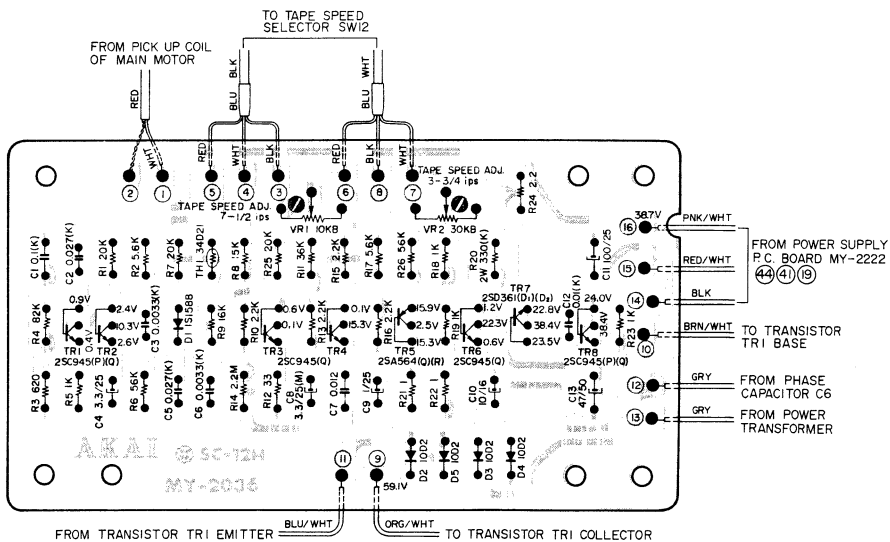 TO TAPE SPEED
SELECTOR SW12
FROM PICK UP COIL
OF MAIN MOTOR
RED
WHT
BLU
BLK
BLU
WHT
RED
WHT
BLK
RED
BLK
WHT
2
1
5
4
3
6
8
7
TAPE SPEED ADJ.
7-1/2 ips
VR1 10KB
TAPE SPEED ADJ.
3-3/4 ips
VR2 30KB
R24 2.2
38.7V
16
PNK/WHT
15
RED/WHT
14
BLK
FROM POWER SUPPLY
P.C. BOARD MY-2222
44 41 19
C1 0.1(K)
C2 0.027(K)
R1 20K
R2 5.6K
R7 20K
TH1 34D21
R8 15K
R25 20K
R11 36K
R15 2.2K
R17 5.6K
R26 56K
R18 1K
R20
2W 330(K)
C11 100/25
R4 82K
0.9V
0.4V
TR1
2.4V
10.3V
2.6V
TR2
2SC945(P)(Q)
C3 0.0033(K)
D1 1S1588
R9 16K
R10 2.2K
0.6V
0.1V
TR3
2SC945(Q)
0.1V
15.3V
TR4
R16 2.2K
15.9V
2.5V
15.3V
TR5
2SA564(Q)(R)
R19 1K
1.2V
22.3V
0.6V
TR6
2SC945(Q)
TR7
2SD361(D1)(D2)
22.8V
38.4V
23.5V
C12
.001(K)
24.0V
38.4V
TR8
2SC945(P)(Q)
R23 1K
BRN/WHT
10
TO TRANSISTOR
TR1 BASE
R3 820
R5 1K
C4 3.3/25
R6 56K
C5 0.027(K)
C6 0.0033(K)
R14 2.2M
R12 33
C8
3.3/25(M)
C7 0.012
C9 1/25
R21 1
R22 1
C10
10/16
C13
47/50
12
GRY
FROM PHASE
CAPACITOR C6
13
GRY
FROM POWER
TRANSFORMER
AKAI SC-12H
MY-2036
D2 10D2
D5 10D2
D3 10D2
D4 10D2
11
9
59.1V
BLU/WHT
ORG/WHT
FROM TRANSISTOR TR1 EMITTER
TO TRANSISTOR TR1 COLLECTOR